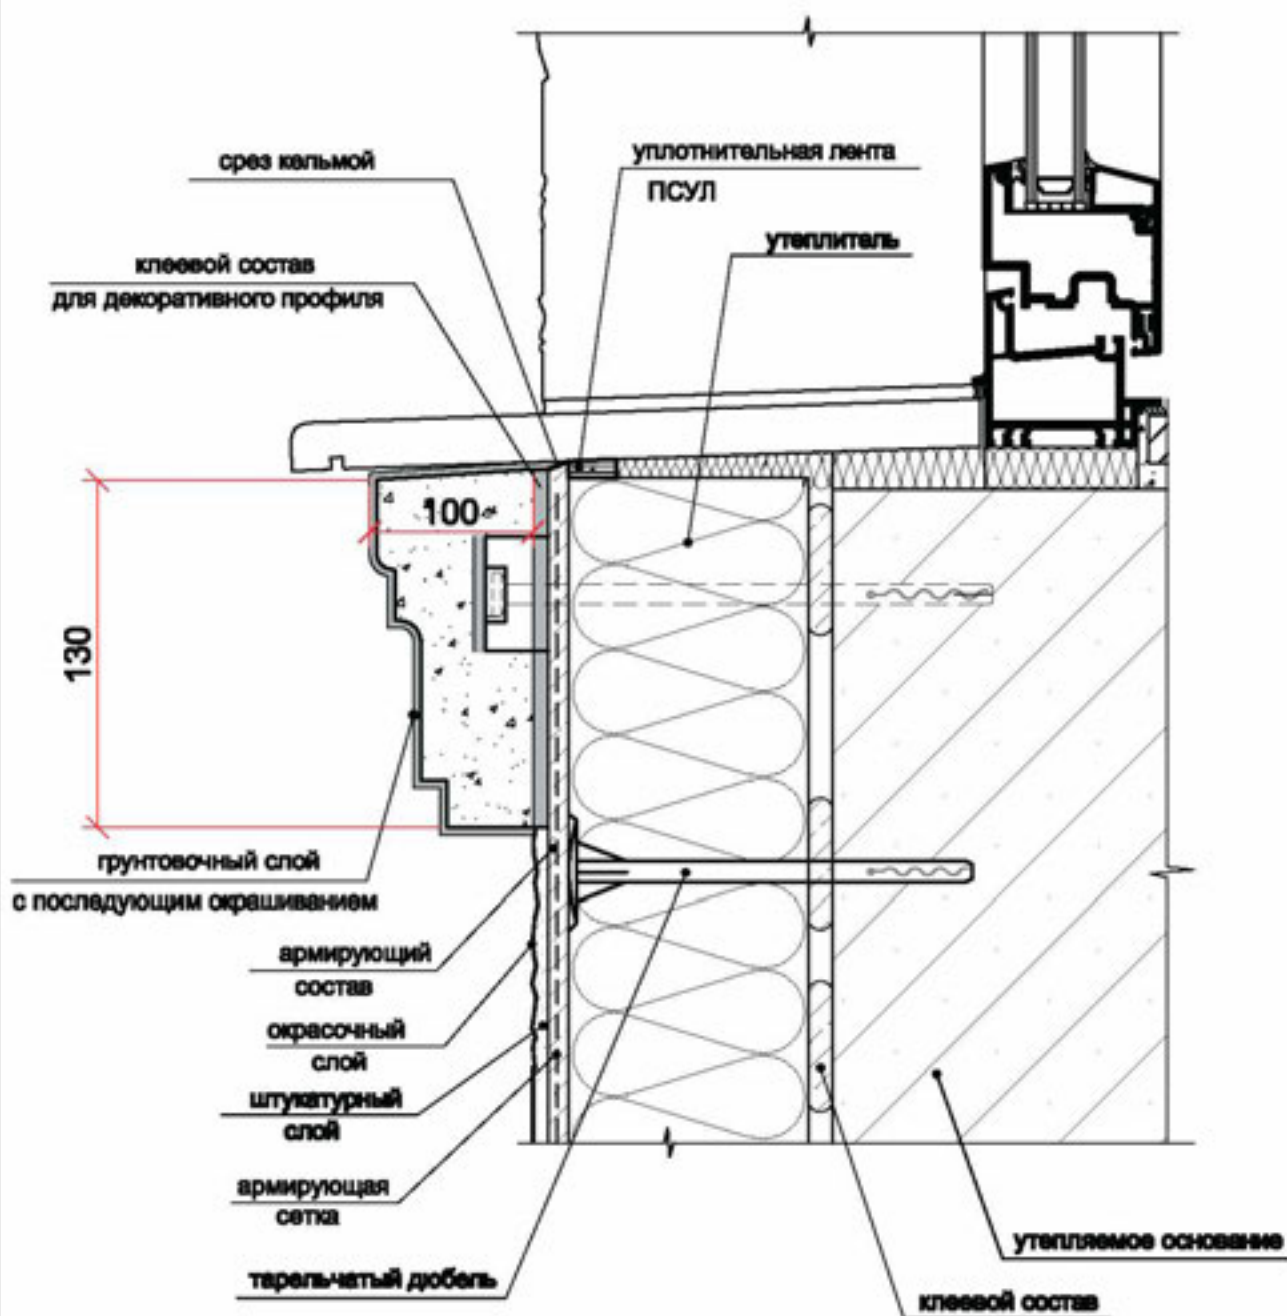 срез кельмой
уплотнительная лента
ПСУЛ
утеплитель
клеевой состав
для декоративного профиля
100
130
грунтовочный слой
с последующим окрашиванием
армирующий
состав
окрасочный
слой
штукатурный
слой
армирующая
сетка
тарельчатый дюбель
утепляемое основание
клеевой состав